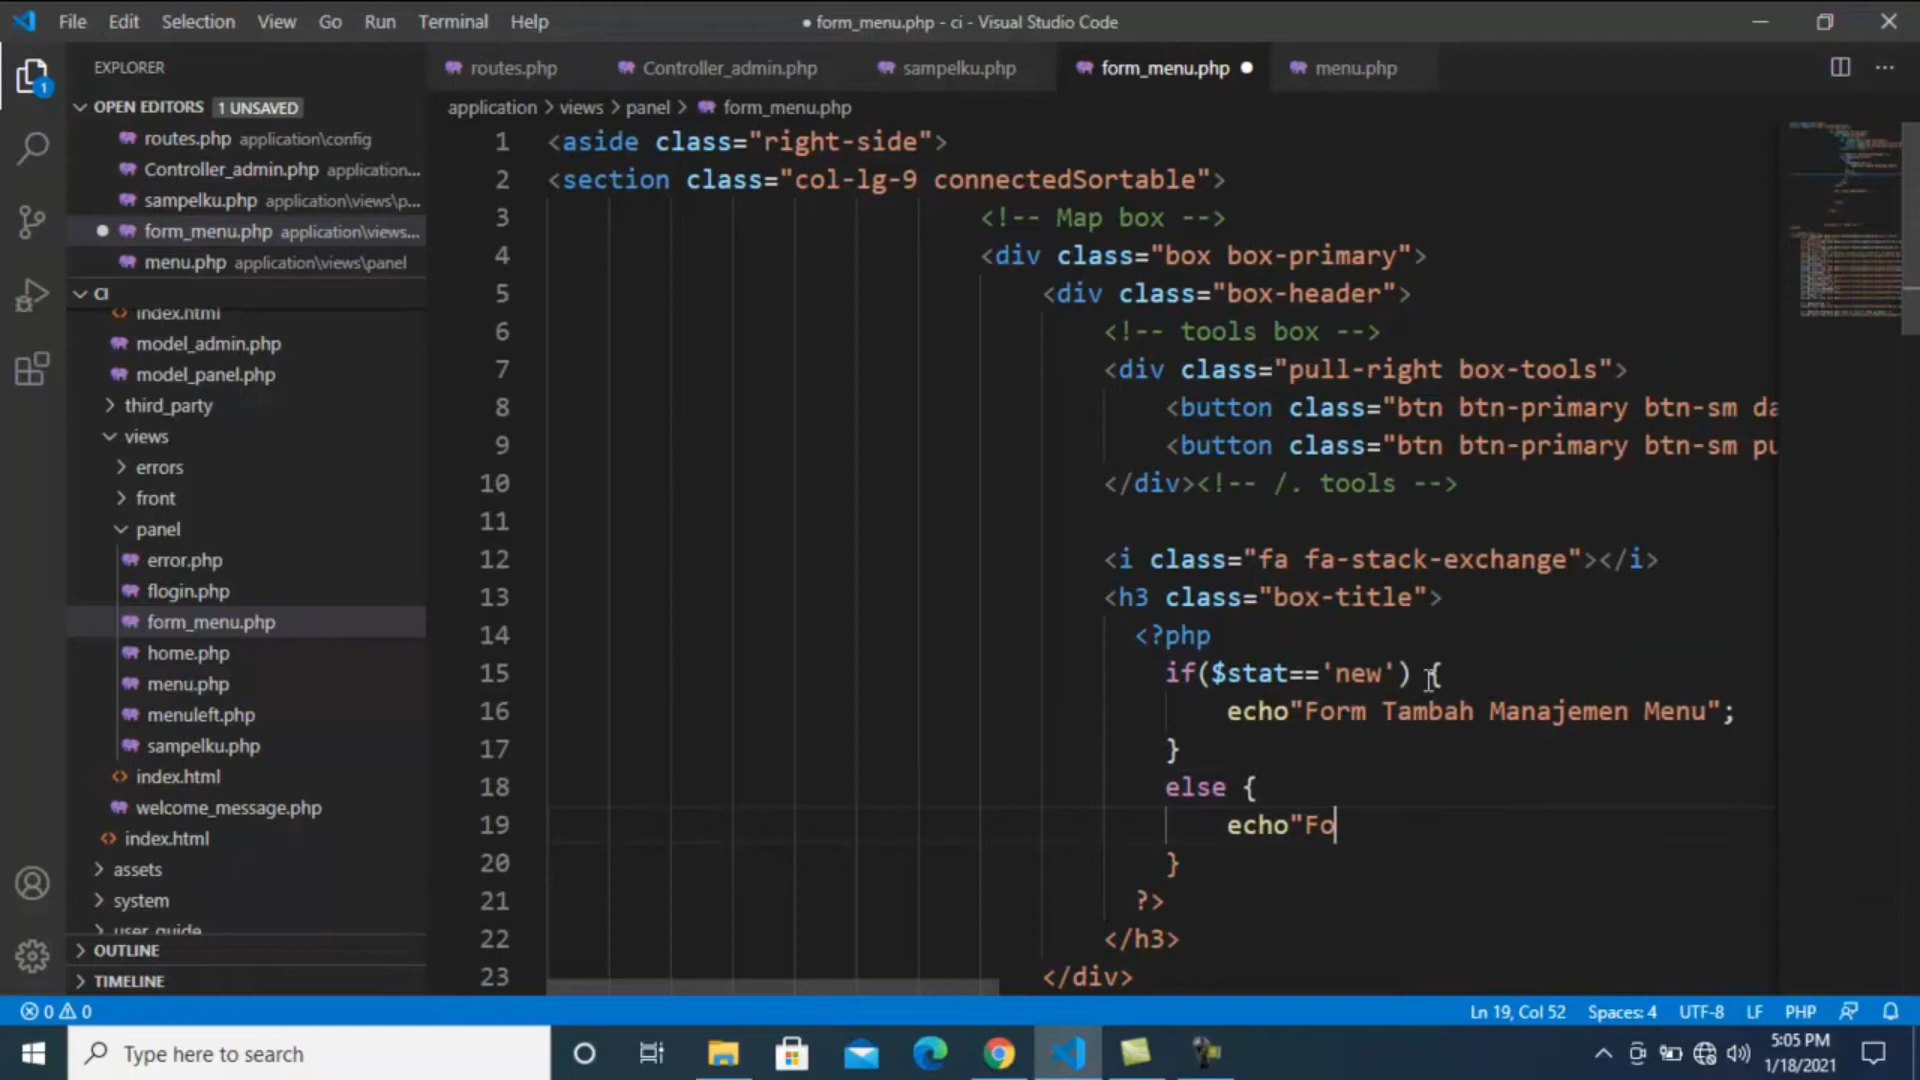 File Edit Selection View Go Run Terminal Help
● form_menu.php - ci - Visual Studio Code
EXPLORER
OPEN EDITORS 1 UNSAVED
routes.php application\config
Controller_admin.php application...
sampelku.php application\views\p...
form_menu.php application\views...
menu.php application\views\panel
CI
index.html
model_admin.php
model_panel.php
third_party
views
errors
front
panel
error.php
flogin.php
form_menu.php
home.php
menu.php
menuleft.php
sampelku.php
index.html
welcome_message.php
index.html
assets
system
user_guide
OUTLINE
TIMELINE
routes.php Controller_admin.php sampelku.php form_menu.php ● menu.php
application > views > panel > form_menu.php
1 <aside class="right-side">
2 <section class="col-lg-9 connectedSortable">
3 <!-- Map box -->
4 <div class="box box-primary">
5 <div class="box-header">
6 <!-- tools box -->
7 <div class="pull-right box-tools">
8 <button class="btn btn-primary btn-sm da
9 <button class="btn btn-primary btn-sm pu
10 </div><!-- /. tools -->
11
12 <i class="fa fa-stack-exchange"></i>
13 <h3 class="box-title">
14 <?php
15 if($stat=='new') {
16 echo"Form Tambah Manajemen Menu";
17 }
18 else {
19 echo"Fo
20 }
21 ?>
22 </h3>
23 </div>
0 0 Ln 19, Col 52 Spaces: 4 UTF-8 LF PHP
Type here to search
5:05 PM
1/18/2021